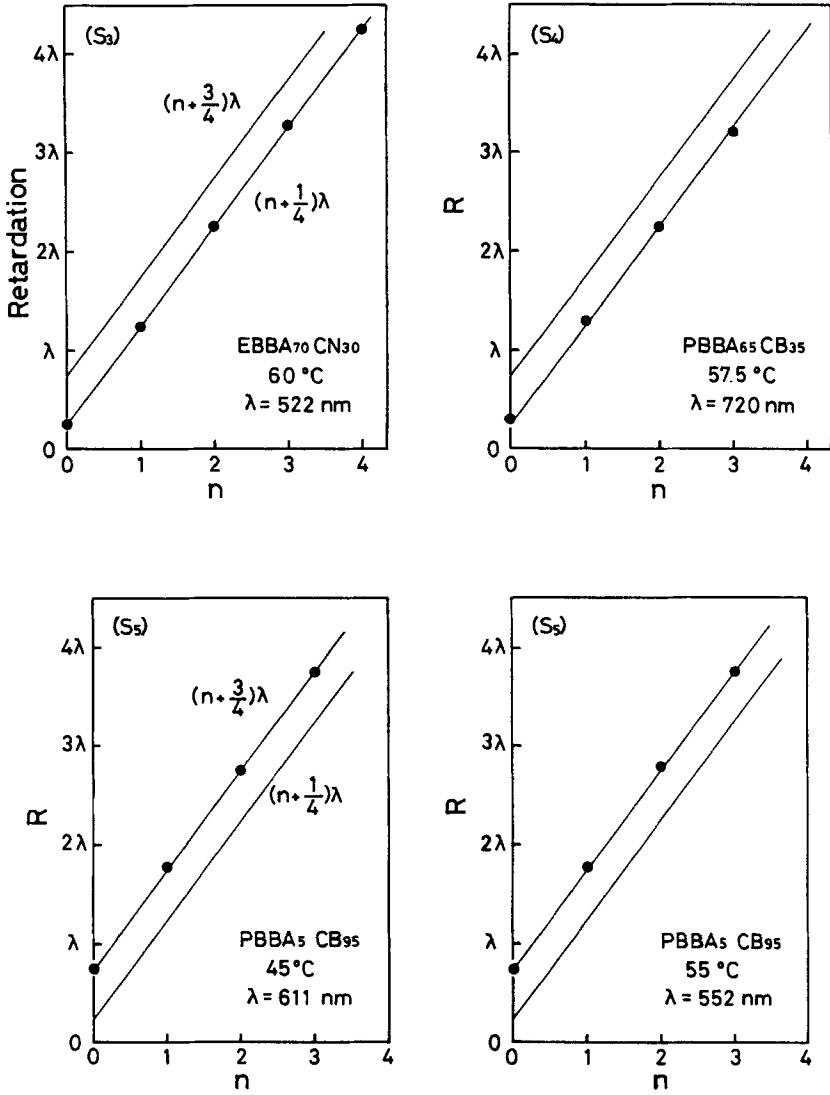 (S₃)
4λ
3λ
2λ
λ
0
Retardation
(n+3/4)λ
(n+1/4)λ
EBBA₇₀ CN₃₀
60 °C
λ = 522 nm
0 1 2 3 4
n
(S₄)
4λ
3λ
2λ
λ
0
R
PBBA₆₅ CB₃₅
57.5 °C
λ = 720 nm
0 1 2 3 4
n
(S₅)
4λ
3λ
2λ
λ
0
R
(n+3/4)λ
(n+1/4)λ
PBBA₅ CB₉₅
45 °C
λ = 611 nm
0 1 2 3 4
n
(S₅)
4λ
3λ
2λ
λ
0
R
PBBA₅ CB₉₅
55 °C
λ = 552 nm
0 1 2 3 4
n